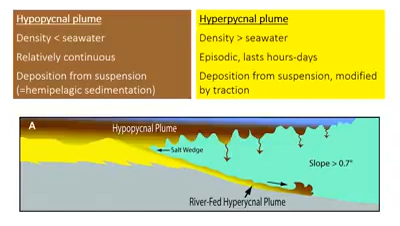 Hypopycnal plume
Density < seawater
Relatively continuous
Deposition from suspension
(=hemipelagic sedimentation)
Hyperpycnal plume
Density > seawater
Episodic, lasts hours-days
Deposition from suspension, modified
by traction
A
Hypopycnal Plume
Salt Wedge
Slope > 0.7°
River-Fed Hyperycnal Plume